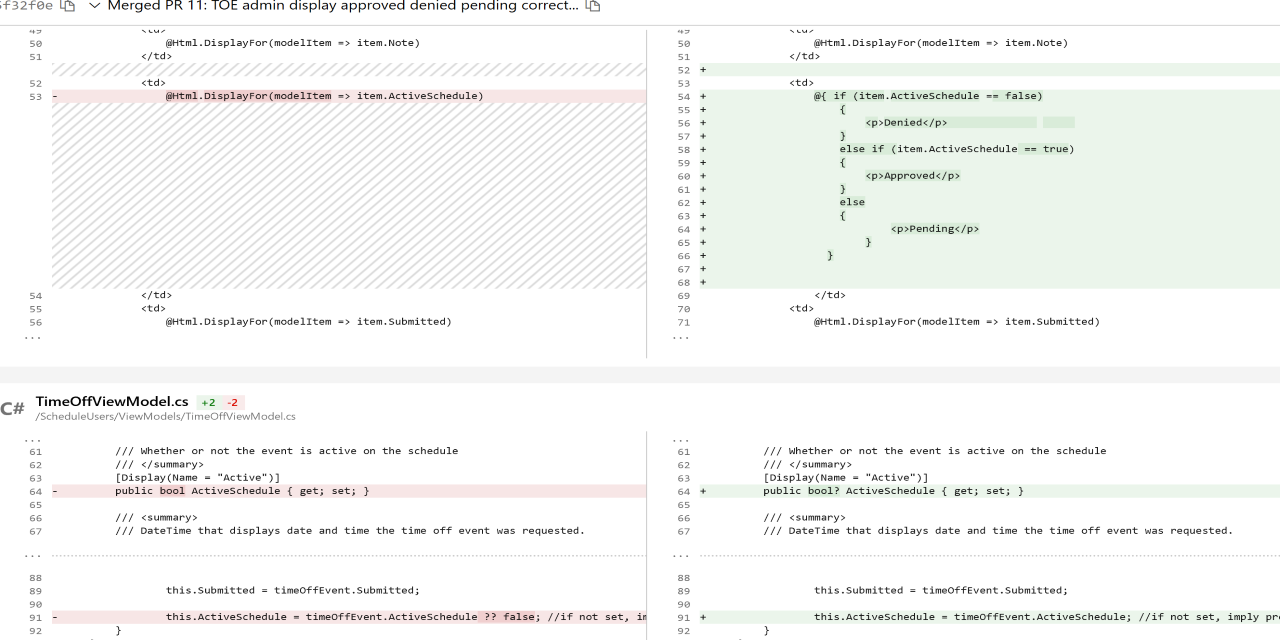 5f32f0e Merged PR 11: TOE admin display approved denied pending correct...
50 @Html.DisplayFor(modelItem => item.Note)
51 </td>
52 <td>
53 - @Html.DisplayFor(modelItem => item.ActiveSchedule)
54 </td>
55 <td>
56 @Html.DisplayFor(modelItem => item.Submitted)
...
49 <td>
50 @Html.DisplayFor(modelItem => item.Note)
51 </td>
52 +
53 <td>
54 + @{ if (item.ActiveSchedule == false)
55 + {
56 + <p>Denied</p>
57 + }
58 + else if (item.ActiveSchedule == true)
59 + {
60 + <p>Approved</p>
61 + }
62 + else
63 + {
64 + <p>Pending</p>
65 + }
66 + }
67 +
68 +
69 </td>
70 <td>
71 @Html.DisplayFor(modelItem => item.Submitted)
...
C# TimeOffViewModel.cs +2 -2
/ScheduleUsers/ViewModels/TimeOffViewModel.cs
...
61 /// Whether or not the event is active on the schedule
62 /// </summary>
63 [Display(Name = "Active")]
64 - public bool ActiveSchedule { get; set; }
65
66 /// <summary>
67 /// DateTime that displays date and time the time off event was requested.
...
88
89 this.Submitted = timeOffEvent.Submitted;
90
91 - this.ActiveSchedule = timeOffEvent.ActiveSchedule ?? false; //if not set, im
92 }
...
61 /// Whether or not the event is active on the schedule
62 /// </summary>
63 [Display(Name = "Active")]
64 + public bool? ActiveSchedule { get; set; }
65
66 /// <summary>
67 /// DateTime that displays date and time the time off event was requested.
...
88
89 this.Submitted = timeOffEvent.Submitted;
90
91 + this.ActiveSchedule = timeOffEvent.ActiveSchedule; //if not set, imply pr
92 }